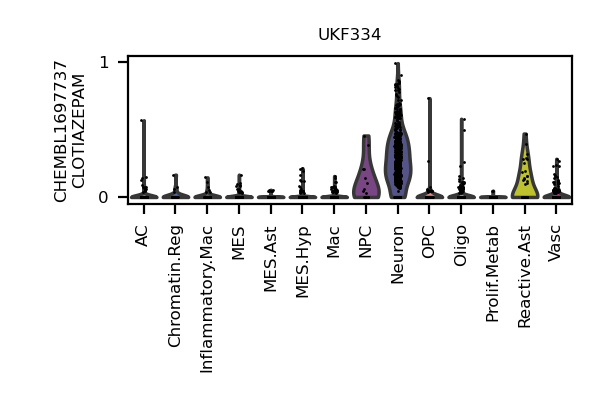 UKF334
CHEMBL1697737
CLOTIAZEPAM
1
0
AC
Chromatin.Reg
Inflammatory.Mac
MES
MES.Ast
MES.Hyp
Mac
NPC
Neuron
OPC
Oligo
Prolif.Metab
Reactive.Ast
Vasc